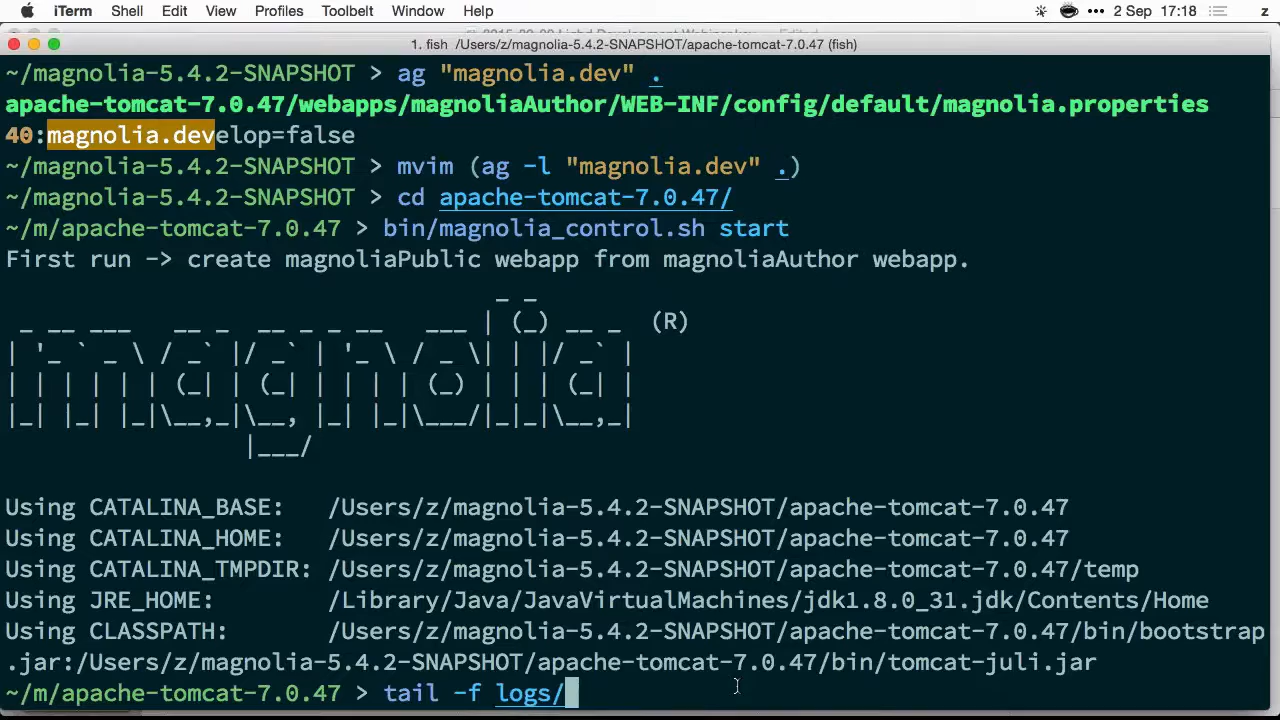 iTerm Shell Edit View Profiles Toolbelt Window Help 2 Sep 17:18 z
1. fish /Users/z/magnolia-5.4.2-SNAPSHOT/apache-tomcat-7.0.47 (fish)
~/magnolia-5.4.2-SNAPSHOT > ag "magnolia.dev" .
apache-tomcat-7.0.47/webapps/magnoliaAuthor/WEB-INF/config/default/magnolia.properties
40:magnolia.develop=false
~/magnolia-5.4.2-SNAPSHOT > mvim (ag -l "magnolia.dev" .)
~/magnolia-5.4.2-SNAPSHOT > cd apache-tomcat-7.0.47/
~/m/apache-tomcat-7.0.47 > bin/magnolia_control.sh start
First run -> create magnoliaPublic webapp from magnoliaAuthor webapp.
magnolia (R)
Using CATALINA_BASE: /Users/z/magnolia-5.4.2-SNAPSHOT/apache-tomcat-7.0.47
Using CATALINA_HOME: /Users/z/magnolia-5.4.2-SNAPSHOT/apache-tomcat-7.0.47
Using CATALINA_TMPDIR: /Users/z/magnolia-5.4.2-SNAPSHOT/apache-tomcat-7.0.47/temp
Using JRE_HOME: /Library/Java/JavaVirtualMachines/jdk1.8.0_31.jdk/Contents/Home
Using CLASSPATH: /Users/z/magnolia-5.4.2-SNAPSHOT/apache-tomcat-7.0.47/bin/bootstrap
.jar:/Users/z/magnolia-5.4.2-SNAPSHOT/apache-tomcat-7.0.47/bin/tomcat-juli.jar
~/m/apache-tomcat-7.0.47 > tail -f logs/